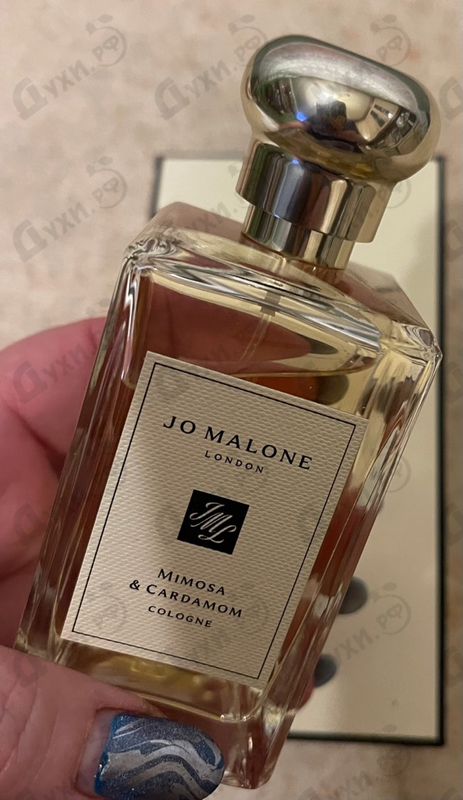 JO MALONE
LONDON
JML
MIMOSA
& CARDAMOM
COLOGNE
Духи.рф